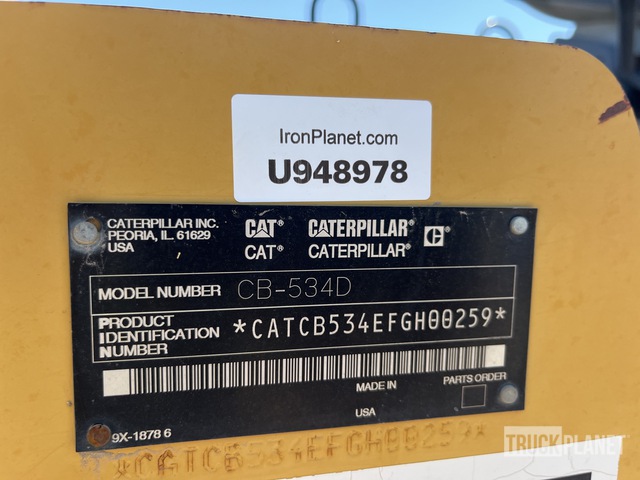 IronPlanet.com
U948978
CATERPILLAR INC.
PEORIA, IL 61629
USA
CAT® CATERPILLAR® C
CAT® CATERPILLAR®
MODEL NUMBER CB-534D
PRODUCT
IDENTIFICATION
NUMBER
*CATCB534EFGH00259*
MADE IN
USA
PARTS ORDER
9X-1878 6
*CATCB534EFGH00259*
TRUCKPLANET